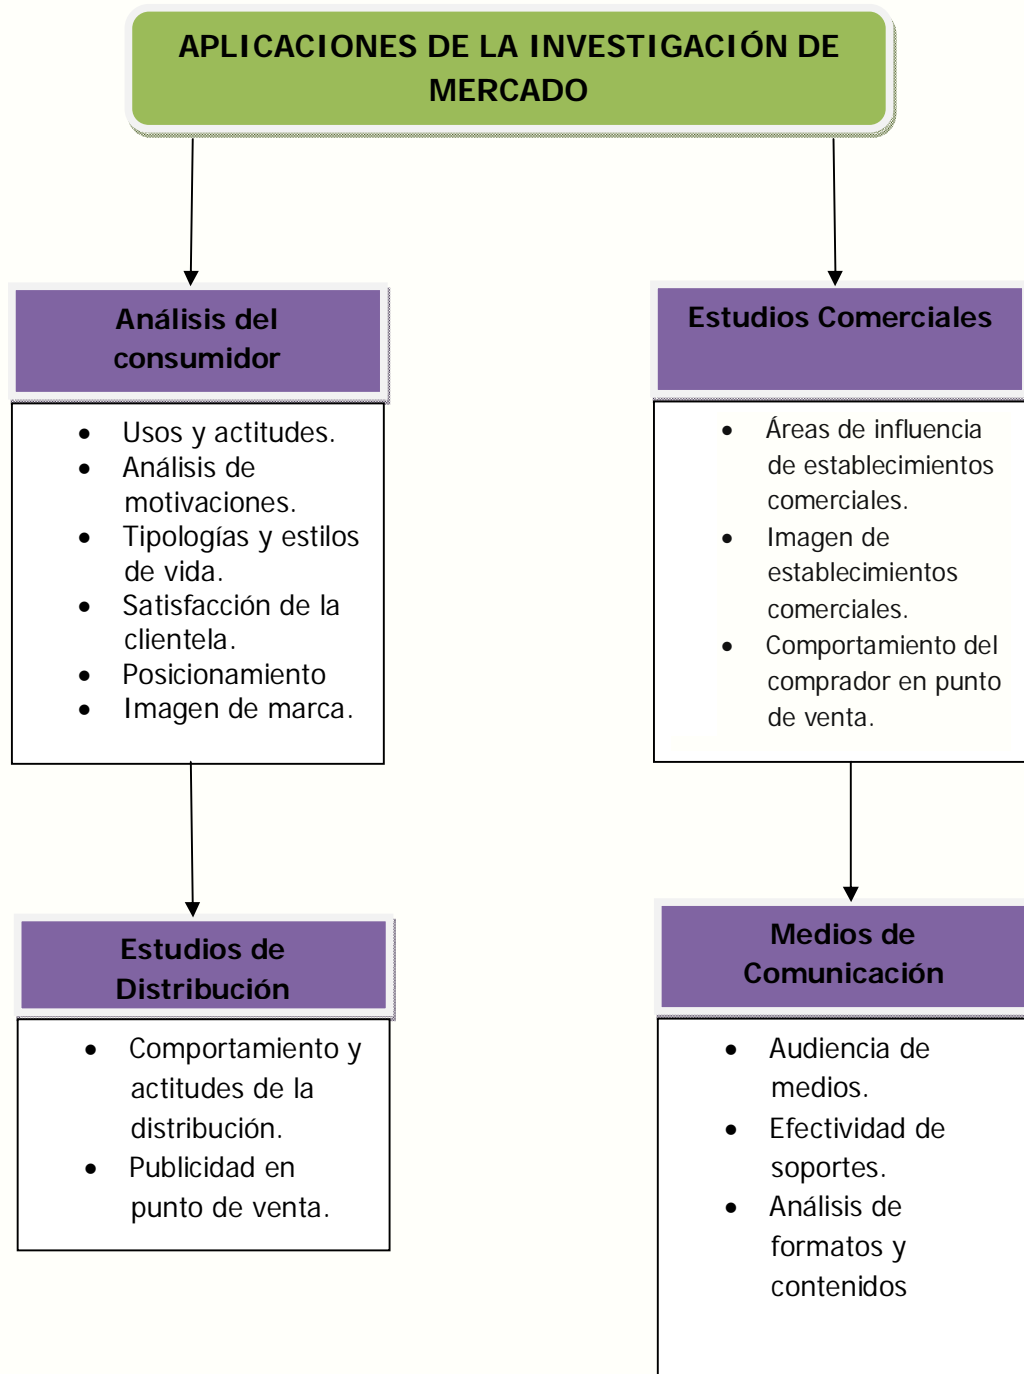 APLICACIONES DE LA INVESTIGACIÓN DE
MERCADO
Análisis del
consumidor
• Usos y actitudes.
• Análisis de
motivaciones.
• Tipologías y estilos
de vida.
• Satisfacción de la
clientela.
• Posicionamiento
• Imagen de marca.
Estudios Comerciales
• Áreas de influencia
de establecimientos
comerciales.
• Imagen de
establecimientos
comerciales.
• Comportamiento del
comprador en punto
de venta.
Estudios de
Distribución
• Comportamiento y
actitudes de la
distribución.
• Publicidad en
punto de venta.
Medios de
Comunicación
• Audiencia de
medios.
• Efectividad de
soportes.
• Análisis de
formatos y
contenidos